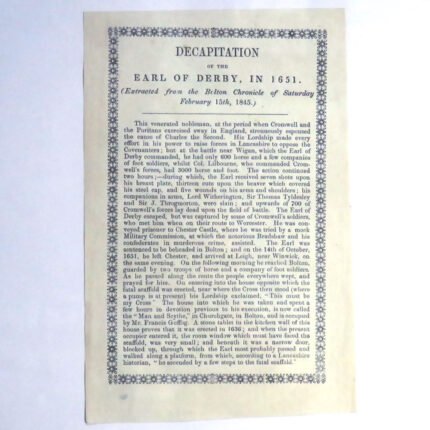 DECAPITATION
OF THE
EARL OF DERBY, IN 1651.
(Extracted from the Bolton Chronicle of Saturday
February 15th, 1845.)
This venerated nobleman, at the period when Cromwell and
the Puritans exercised sway in England, strenuously espoused
the cause of Charles the Second. His Lordship made every
effort in his power to raise forces in Lancashire to oppose the
Covenanters; but at the battle near Wigan, which the Earl of
Derby commanded, he had only 600 horse and a few companies
of foot soldiers, whilst Col. Lilbourne, who commanded Crom-
well's forces, had 3000 horse and foot. The action continued
two hours;—during which, the Earl received seven shots upon
his breast plate, thirteen cuts upon the beaver which covered
his steel cap, and five wounds on his arms and shoulders; his
companions in arms, Lord Witherington, Sir Thomas Tyldesley
and Sir J. Throgmorton, were slain; and upwards of 700 of
Cromwell's forces lay dead upon the field of battle. The Earl of
Derby escaped, but was captured by some of Cromwell's soldiers,
who met him when on their route to Worcester. He was con-
veyed prisoner to Chester Castle, where he was tried by a mock
Military Commission, at which the notorious Bradshaw and his
confederates in murderous crime, assisted. The Earl was
sentenced to be beheaded in Bolton; and on the 14th of October,
1651, he left Chester, and arrived at Leigh, near Winwick, on
the same evening. On the following morning he reached Bolton,
guarded by two troops of horse and a company of foot soldiers.
As he passed along the route the people everywhere wept, and
prayed for him. On entering into the house opposite which the
fatal scaffold was erected, near where the Cross then stood (where
a pump is at present) his Lordship exclaimed, "This must be
my Cross" The house into which he was taken and spent a
few hours in devotion previous to his execution, is now called
the "Man and Scythe," in Churchgate, in Bolton, and is occupied
by Mr. Francis Goffig. A stone tablet in the kitchen wall of this
house proves that it was erected in 1636; and when the present
occupier entered it, the room window which must have faced the
scaffold, was very small; and beneath it was a narrow door,
blocked up, through which the Earl most probably passed and
walked along a platform, from which, according to a Lancashire
historian, "he ascended by a few steps to the fatal scaffold."